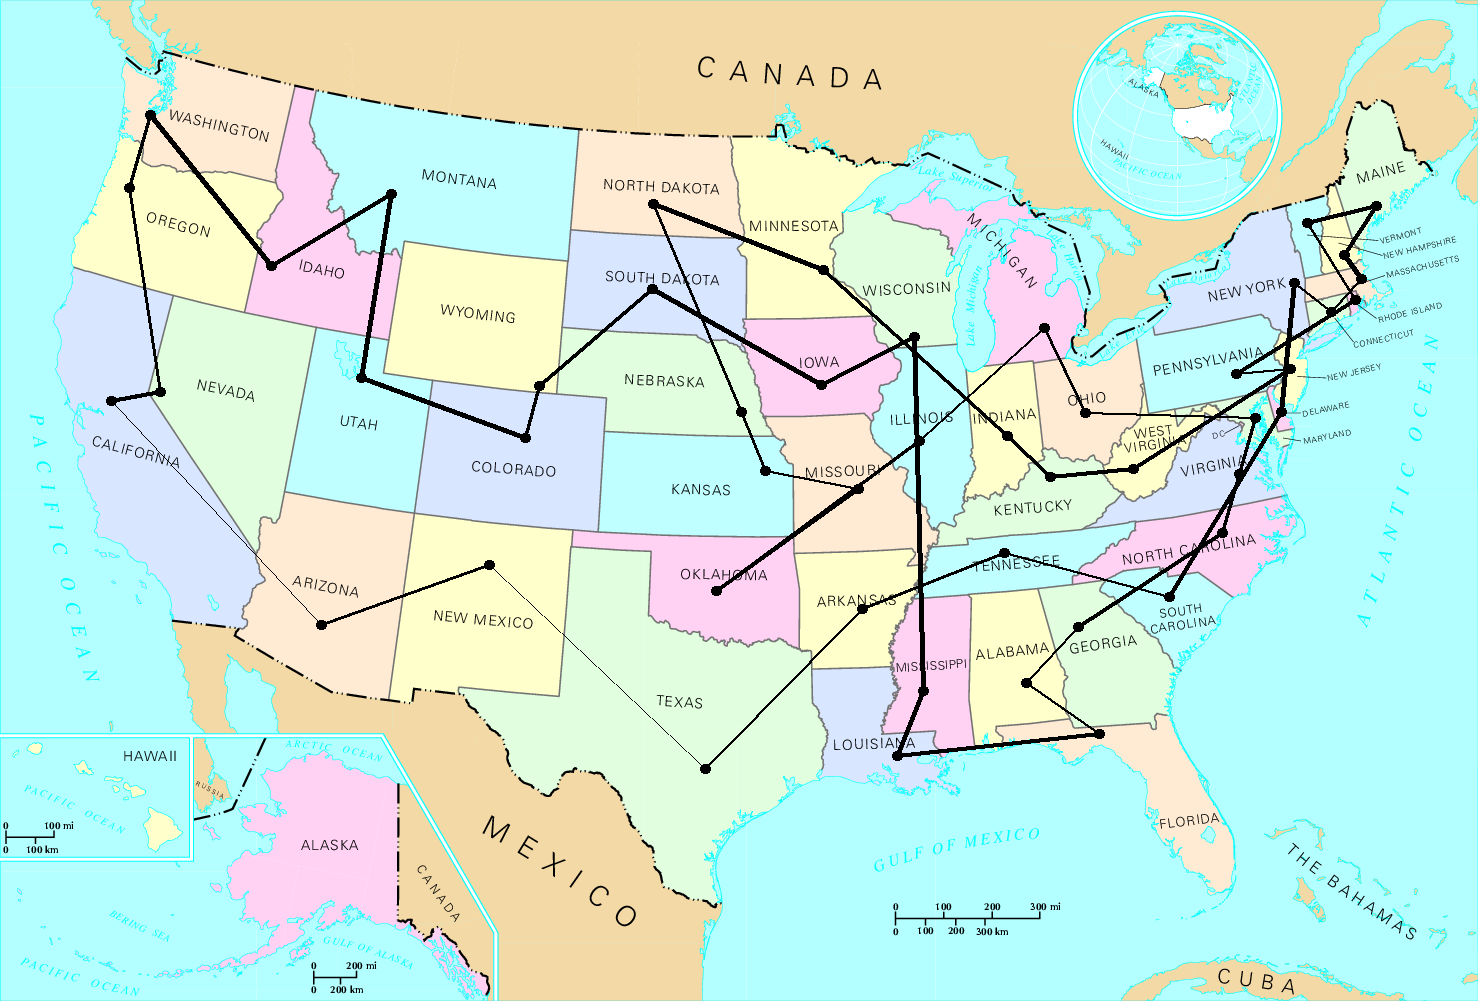 CANADA
ALASKA
ATLANTIC OCEAN
HAWAII
PACIFIC OCEAN
WASHINGTON
MONTANA
NORTH DAKOTA
MINNESOTA
Lake Superior
MICHIGAN
MAINE
OREGON
IDAHO
VERMONT
NEW HAMPSHIRE
MASSACHUSETTS
SOUTH DAKOTA
WISCONSIN
Lake Michigan
NEW YORK
RHODE ISLAND
CONNECTICUT
WYOMING
IOWA
PENNSYLVANIA
NEW JERSEY
NEVADA
NEBRASKA
OHIO
DELAWARE
UTAH
ILLINOIS
INDIANA
WEST
VIRGINIA
DC
MARYLAND
CALIFORNIA
COLORADO
KANSAS
MISSOURI
VIRGINIA
KENTUCKY
PACIFIC OCEAN
ATLANTIC OCEAN
ARIZONA
NEW MEXICO
OKLAHOMA
ARKANSAS
TENNESSEE
NORTH CAROLINA
SOUTH
CAROLINA
MISSISSIPPI
ALABAMA
GEORGIA
TEXAS
LOUISIANA
FLORIDA
HAWAII
PACIFIC OCEAN
0 100 mi
0 100 km
RUSSIA
ARCTIC OCEAN
ALASKA
CANADA
BERING SEA
PACIFIC OCEAN
GULF OF ALASKA
0 200 mi
0 200 km
MEXICO
GULF OF MEXICO
0 100 200 300 mi
0 100 200 300 km
THE BAHAMAS
CUBA